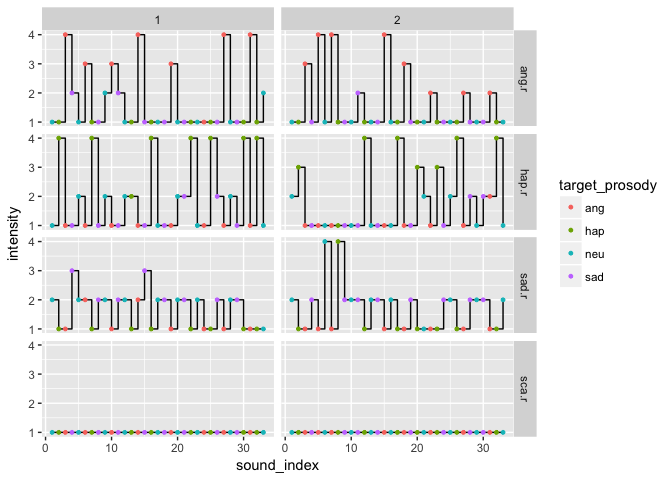 1 2
4
3
2
1
ang.r
4
3
2
1
hap.r
4
3
2
1
sad.r
4
3
2
1
sca.r
0 10 20 30 0 10 20 30
sound_index
intensity
target_prosody
ang
hap
neu
sad